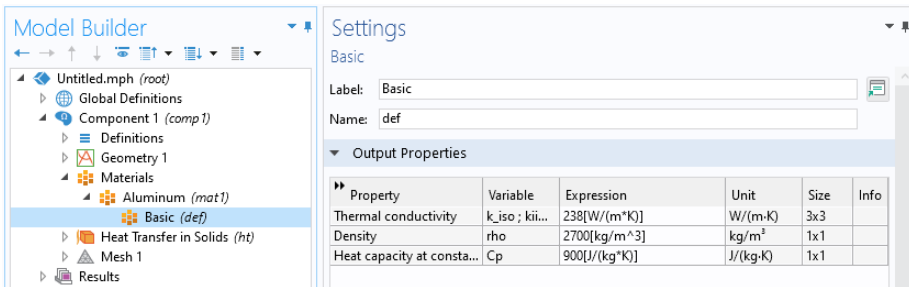 Model Builder
Untitled.mph (root)
Global Definitions
Component 1 (comp1)
Definitions
Geometry 1
Materials
Aluminum (mat1)
Basic (def)
Heat Transfer in Solids (ht)
Mesh 1
Results
Settings
Basic
Label: Basic
Name: def
Output Properties
Property Variable Expression Unit Size Info
Thermal conductivity k_iso ; kii... 238[W/(m*K)] W/(m·K) 3x3
Density rho 2700[kg/m^3] kg/m³ 1x1
Heat capacity at consta... Cp 900[J/(kg*K)] J/(kg·K) 1x1